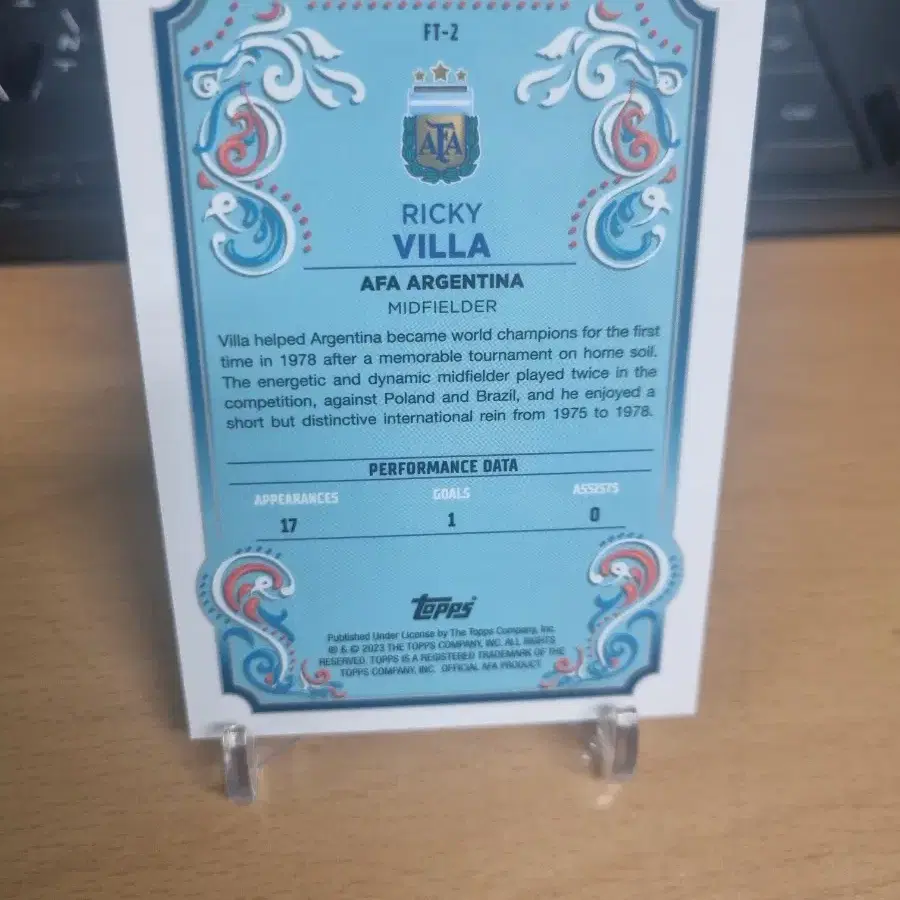 FT-2
AFA
RICKY
VILLA
AFA ARGENTINA
MIDFIELDER
Villa helped Argentina became world champions for the first
time in 1978 after a memorable tournament on home soil.
The energetic and dynamic midfielder played twice in the
competition, against Poland and Brazil, and he enjoyed a
short but distinctive international rein from 1975 to 1978.
PERFORMANCE DATA
APPEARANCES GOALS ASSISTS
17 1 0
Topps
Published Under License by The Topps Company, Inc.
® & © 2023 THE TOPPS COMPANY, INC. ALL RIGHTS
RESERVED. TOPPS IS A REGISTERED TRADEMARK OF THE
TOPPS COMPANY, INC. OFFICIAL AFA PRODUCT